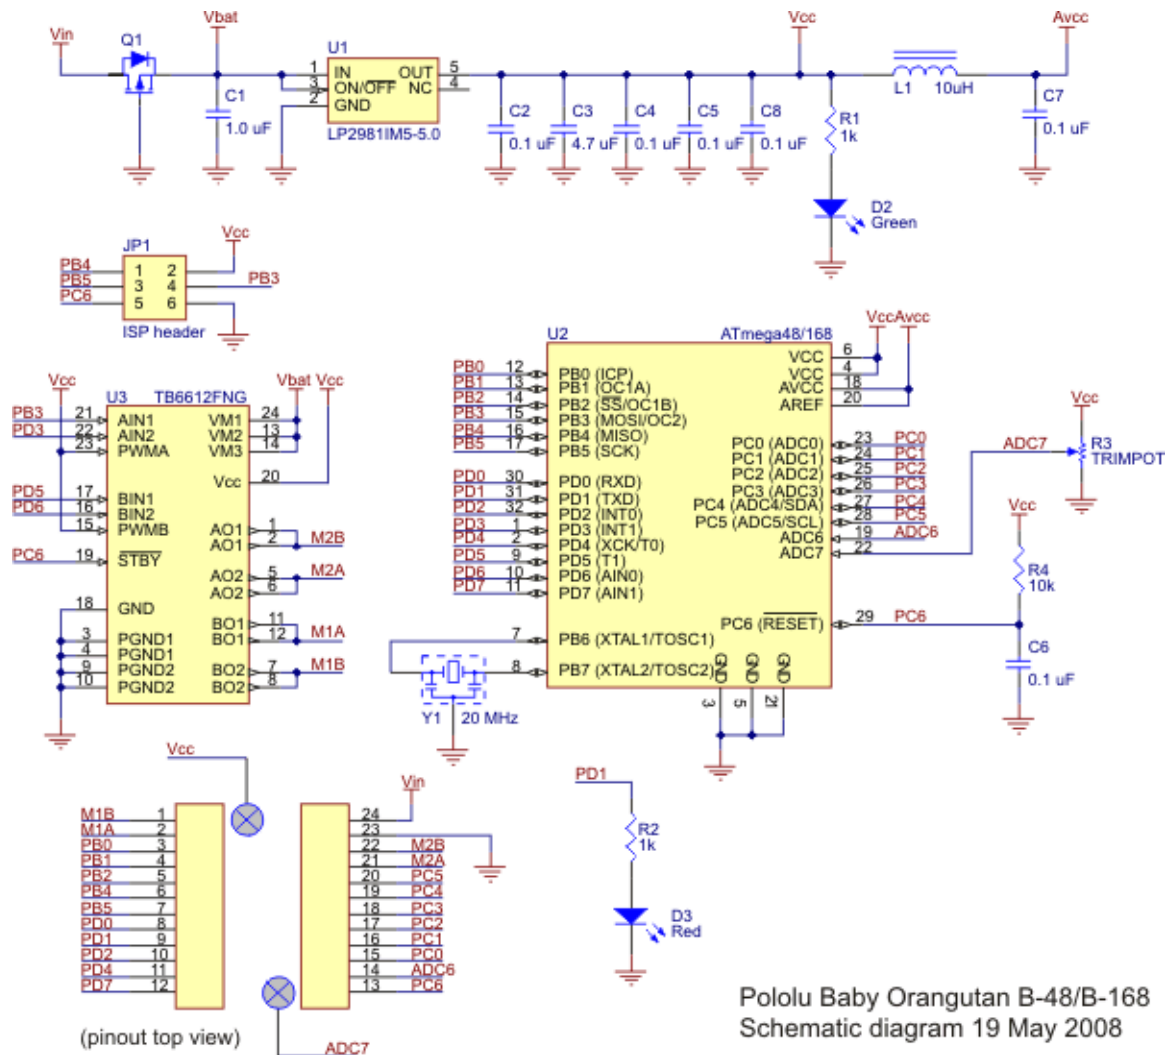 Vin
Q1
Vbat
C1
1.0 uF
U1
1 IN OUT 5
3 ON/OFF NC 4
2 GND
LP2981IM5-5.0
C2
0.1 uF
C3
4.7 uF
C4
0.1 uF
C5
0.1 uF
C8
0.1 uF
Vcc
R1
1k
D2
Green
L1 10uH
Avcc
C7
0.1 uF
JP1
Vcc
PB4 1 2
PB5 3 4 PB3
PC6 5 6
ISP header
Vcc
U3 TB6612FNG
Vbat Vcc
PB3 21 AIN1 VM1 24
PD3 22 AIN2 VM2 13
23 PWMA VM3 14
Vcc 20
PD5 17 BIN1
PD6 16 BIN2
15 PWMB AO1 1
AO1 2 M2B
PC6 19 STBY
AO2 5 M2A
AO2 6
18 GND
BO1 11
3 PGND1 BO1 12 M1A
4 PGND1
9 PGND2 BO2 7 M1B
10 PGND2 BO2 8
U2 ATmega48/168
Vcc Avcc
VCC 6
VCC 4
AVCC 18
AREF 20
PB0 12 PB0 (ICP)
PB1 13 PB1 (OC1A)
PB2 14 PB2 (SS/OC1B)
PB3 15 PB3 (MOSI/OC2)
PB4 16 PB4 (MISO)
PB5 17 PB5 (SCK)
PC0 (ADC0) 23 PC0
PC1 (ADC1) 24 PC1
PC2 (ADC2) 25 PC2
PC3 (ADC3) 26 PC3
PC4 (ADC4/SDA) 27 PC4
PC5 (ADC5/SCL) 28 PC5
ADC6 19 ADC6
ADC7 22
PD0 30 PD0 (RXD)
PD1 31 PD1 (TXD)
PD2 32 PD2 (INT0)
PD3 1 PD3 (INT1)
PD4 2 PD4 (XCK/T0)
PD5 9 PD5 (T1)
PD6 10 PD6 (AIN0)
PD7 11 PD7 (AIN1)
PC6 (RESET) 29 PC6
7 PB6 (XTAL1/TOSC1)
8 PB7 (XTAL2/TOSC2)
GND GND GND
3 5 21
Y1 20 MHz
Vcc
ADC7
R3
TRIMPOT
Vcc
R4
10k
C6
0.1 uF
Vcc
M1B 1
M1A 2
PB0 3
PB1 4
PB2 5
PB4 6
PB5 7
PD0 8
PD1 9
PD2 10
PD4 11
PD7 12
Vin
24
23
22 M2B
21 M2A
20 PC5
19 PC4
18 PC3
17 PC2
16 PC1
15 PC0
14 ADC6
13 PC6
(pinout top view)
ADC7
PD1
R2
1k
D3
Red
Pololu Baby Orangutan B-48/B-168
Schematic diagram 19 May 2008